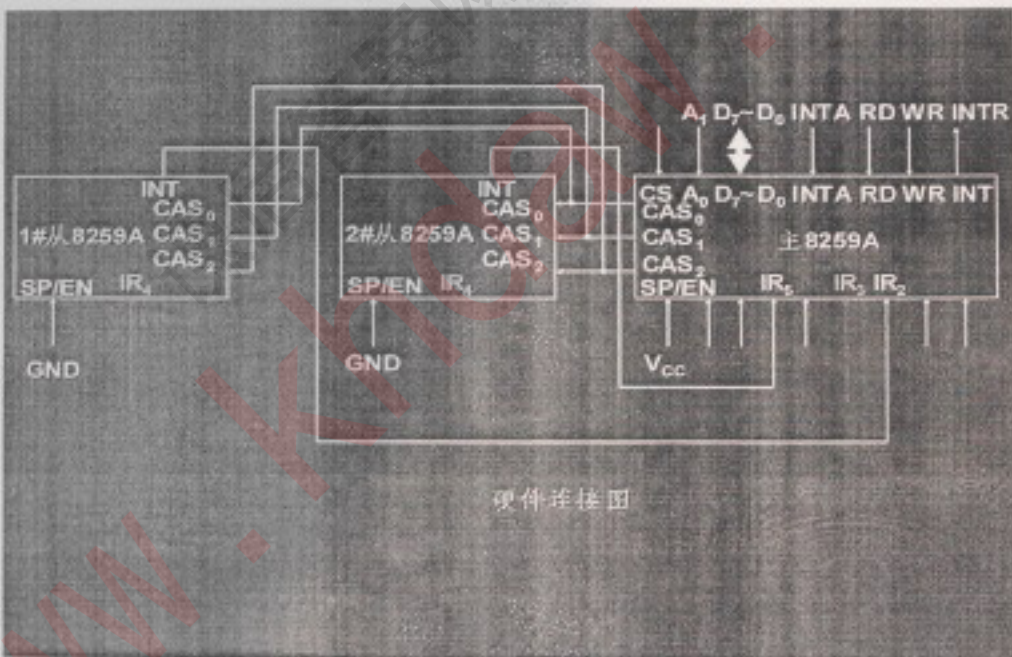 A₁ D₇~D₀ INTA RD WR INTR
INT
CAS₀
1#从8259A CAS₁
CAS₂
SP/EN IR₄
GND
INT
CAS₀
2#从8259A CAS₁
CAS₂
SP/EN IR₄
GND
CS A₀ D₇~D₀ INTA RD WR INT
CAS₀
CAS₁ 主8259A
CAS₂
SP/EN IR₅ IR₃ IR₂
Vcc
硬件连接图